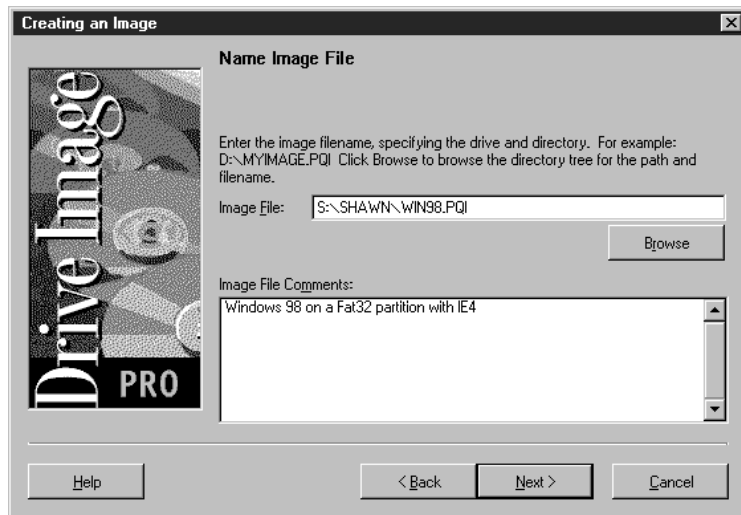 Creating an Image
Name Image File
Enter the image filename, specifying the drive and directory. For example:
D:\MYIMAGE.PQI Click Browse to browse the directory tree for the path and
filename.
Image File: S:\SHAWN\WIN98.PQI
Browse
Image File Comments:
Windows 98 on a Fat32 partition with IE4
Drive Image
PRO
Help
< Back
Next >
Cancel